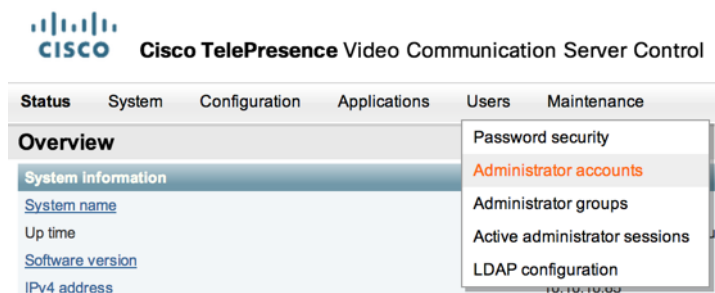 CISCO Cisco TelePresence Video Communication Server Control
Status System Configuration Applications Users Maintenance
Overview
System information
System name
Up time
Software version
IPv4 address
Password security
Administrator accounts
Administrator groups
Active administrator sessions
LDAP configuration